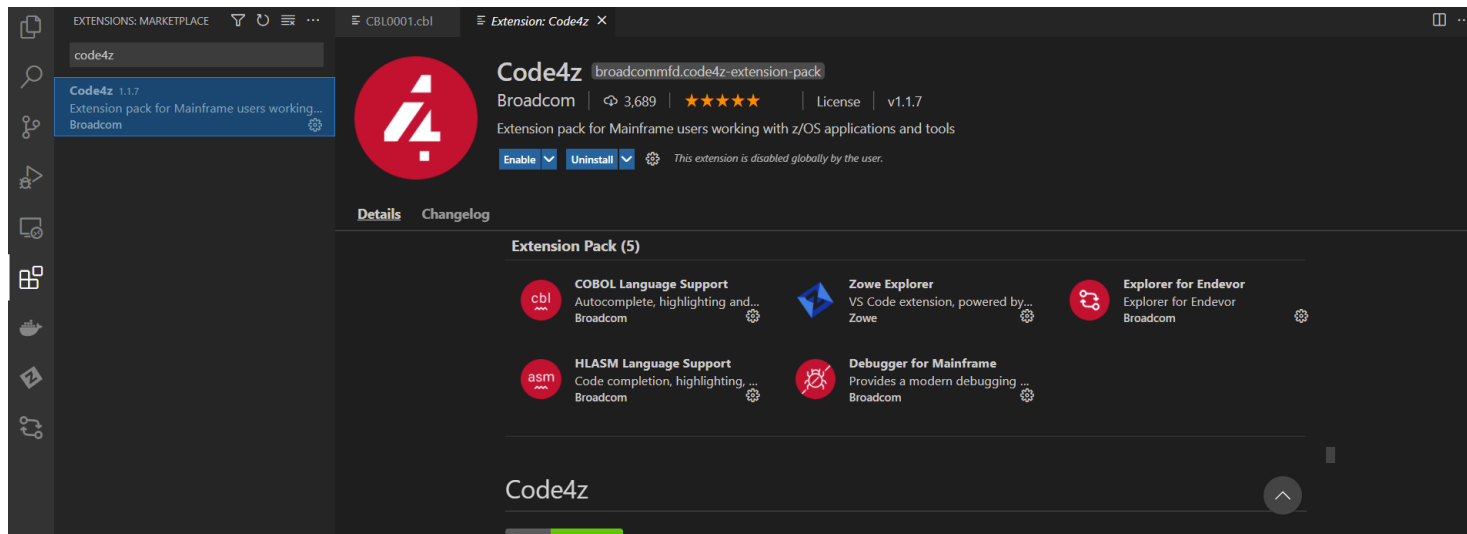 EXTENSIONS: MARKETPLACE
code4z
Code4z 1.1.7
Extension pack for Mainframe users working...
Broadcom
CBL0001.cbl
Extension: Code4z
Code4z broadcommfd.code4z-extension-pack
Broadcom 3,689 License v1.1.7
Extension pack for Mainframe users working with z/OS applications and tools
Enable Uninstall This extension is disabled globally by the user.
Details Changelog
Extension Pack (5)
cbl
COBOL Language Support
Autocomplete, highlighting and...
Broadcom
Zowe Explorer
VS Code extension, powered by...
Zowe
Explorer for Endevor
Explorer for Endevor
Broadcom
asm
HLASM Language Support
Code completion, highlighting, ...
Broadcom
Debugger for Mainframe
Provides a modern debugging ...
Broadcom
Code4z